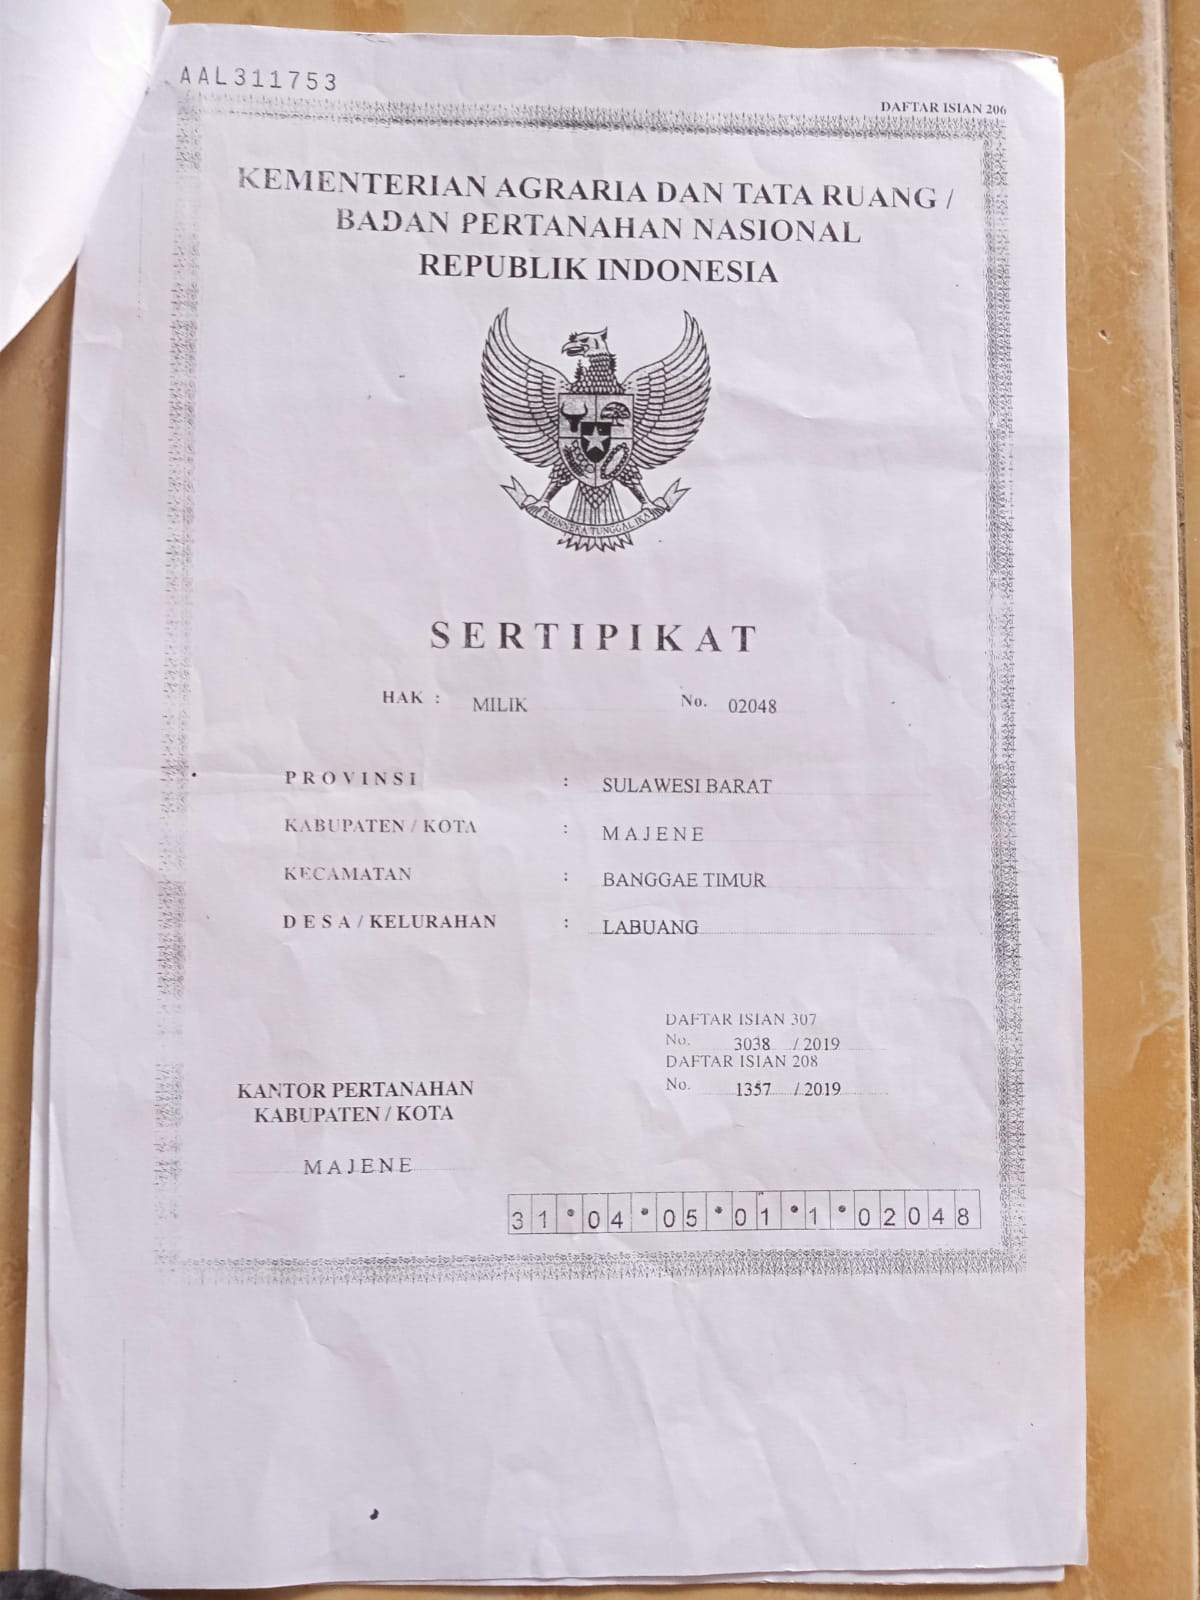 AAL311753
DAFTAR ISIAN 206
KEMENTERIAN AGRARIA DAN TATA RUANG /
BADAN PERTANAHAN NASIONAL
REPUBLIK INDONESIA
BHINNEKA TUNGGAL IKA
SERTIPIKAT
HAK : MILIK No. 02048
PROVINSI : SULAWESI BARAT
KABUPATEN / KOTA : MAJENE
KECAMATAN : BANGGAE TIMUR
DESA / KELURAHAN : LABUANG
DAFTAR ISIAN 307
No. 3038 / 2019
DAFTAR ISIAN 208
No. 1357 / 2019
KANTOR PERTANAHAN
KABUPATEN / KOTA
MAJENE
31•04•05•01•1•02048